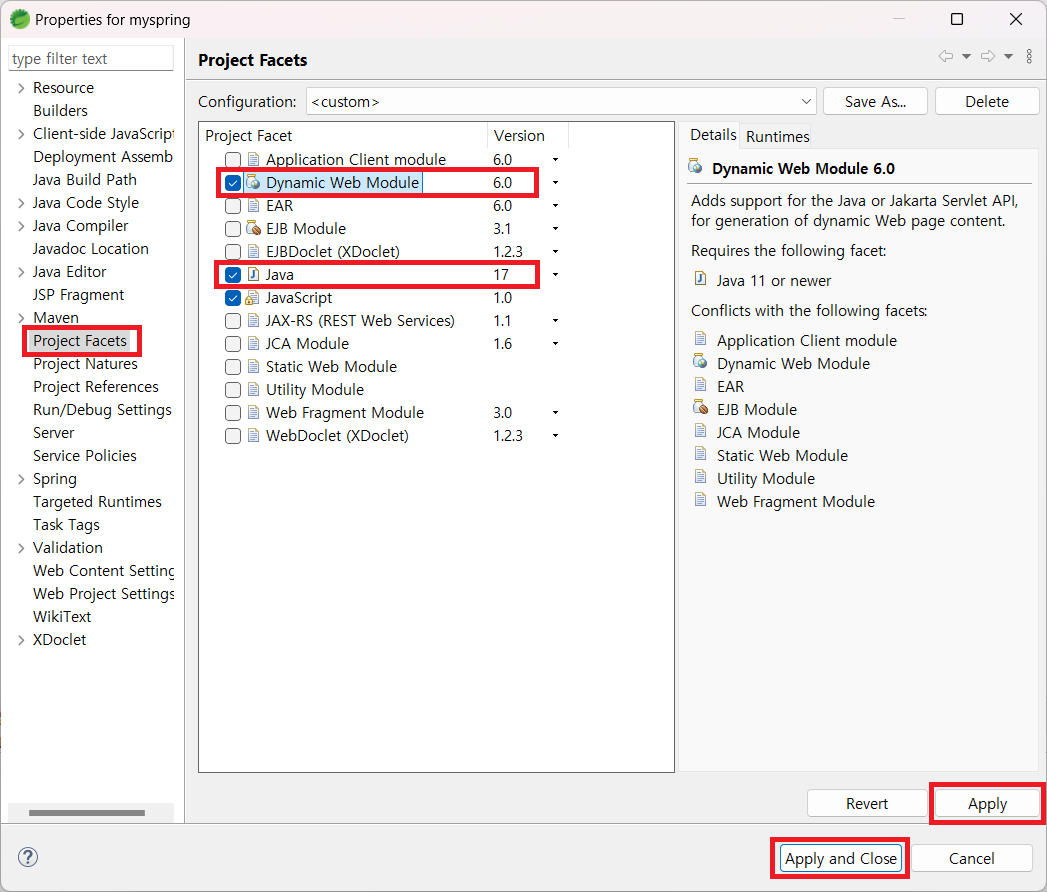 Properties for myspring
type filter text
Resource
Builders
Client-side JavaScript
Deployment Assemb
Java Build Path
Java Code Style
Java Compiler
Javadoc Location
Java Editor
JSP Fragment
Maven
Project Facets
Project Natures
Project References
Run/Debug Settings
Server
Service Policies
Spring
Targeted Runtimes
Task Tags
Validation
Web Content Setting
Web Project Settings
WikiText
XDoclet
Project Facets
Configuration: <custom> Save As... Delete
Project Facet Version
Application Client module 6.0
Dynamic Web Module 6.0
EAR 6.0
EJB Module 3.1
EJBDoclet (XDoclet) 1.2.3
Java 17
JavaScript 1.0
JAX-RS (REST Web Services) 1.1
JCA Module 1.6
Static Web Module
Utility Module
Web Fragment Module 3.0
WebDoclet (XDoclet) 1.2.3
Details Runtimes
Dynamic Web Module 6.0
Adds support for the Java or Jakarta Servlet API,
for generation of dynamic Web page content.
Requires the following facet:
Java 11 or newer
Conflicts with the following facets:
Application Client module
Dynamic Web Module
EAR
EJB Module
JCA Module
Static Web Module
Utility Module
Web Fragment Module
Revert Apply
? Apply and Close Cancel